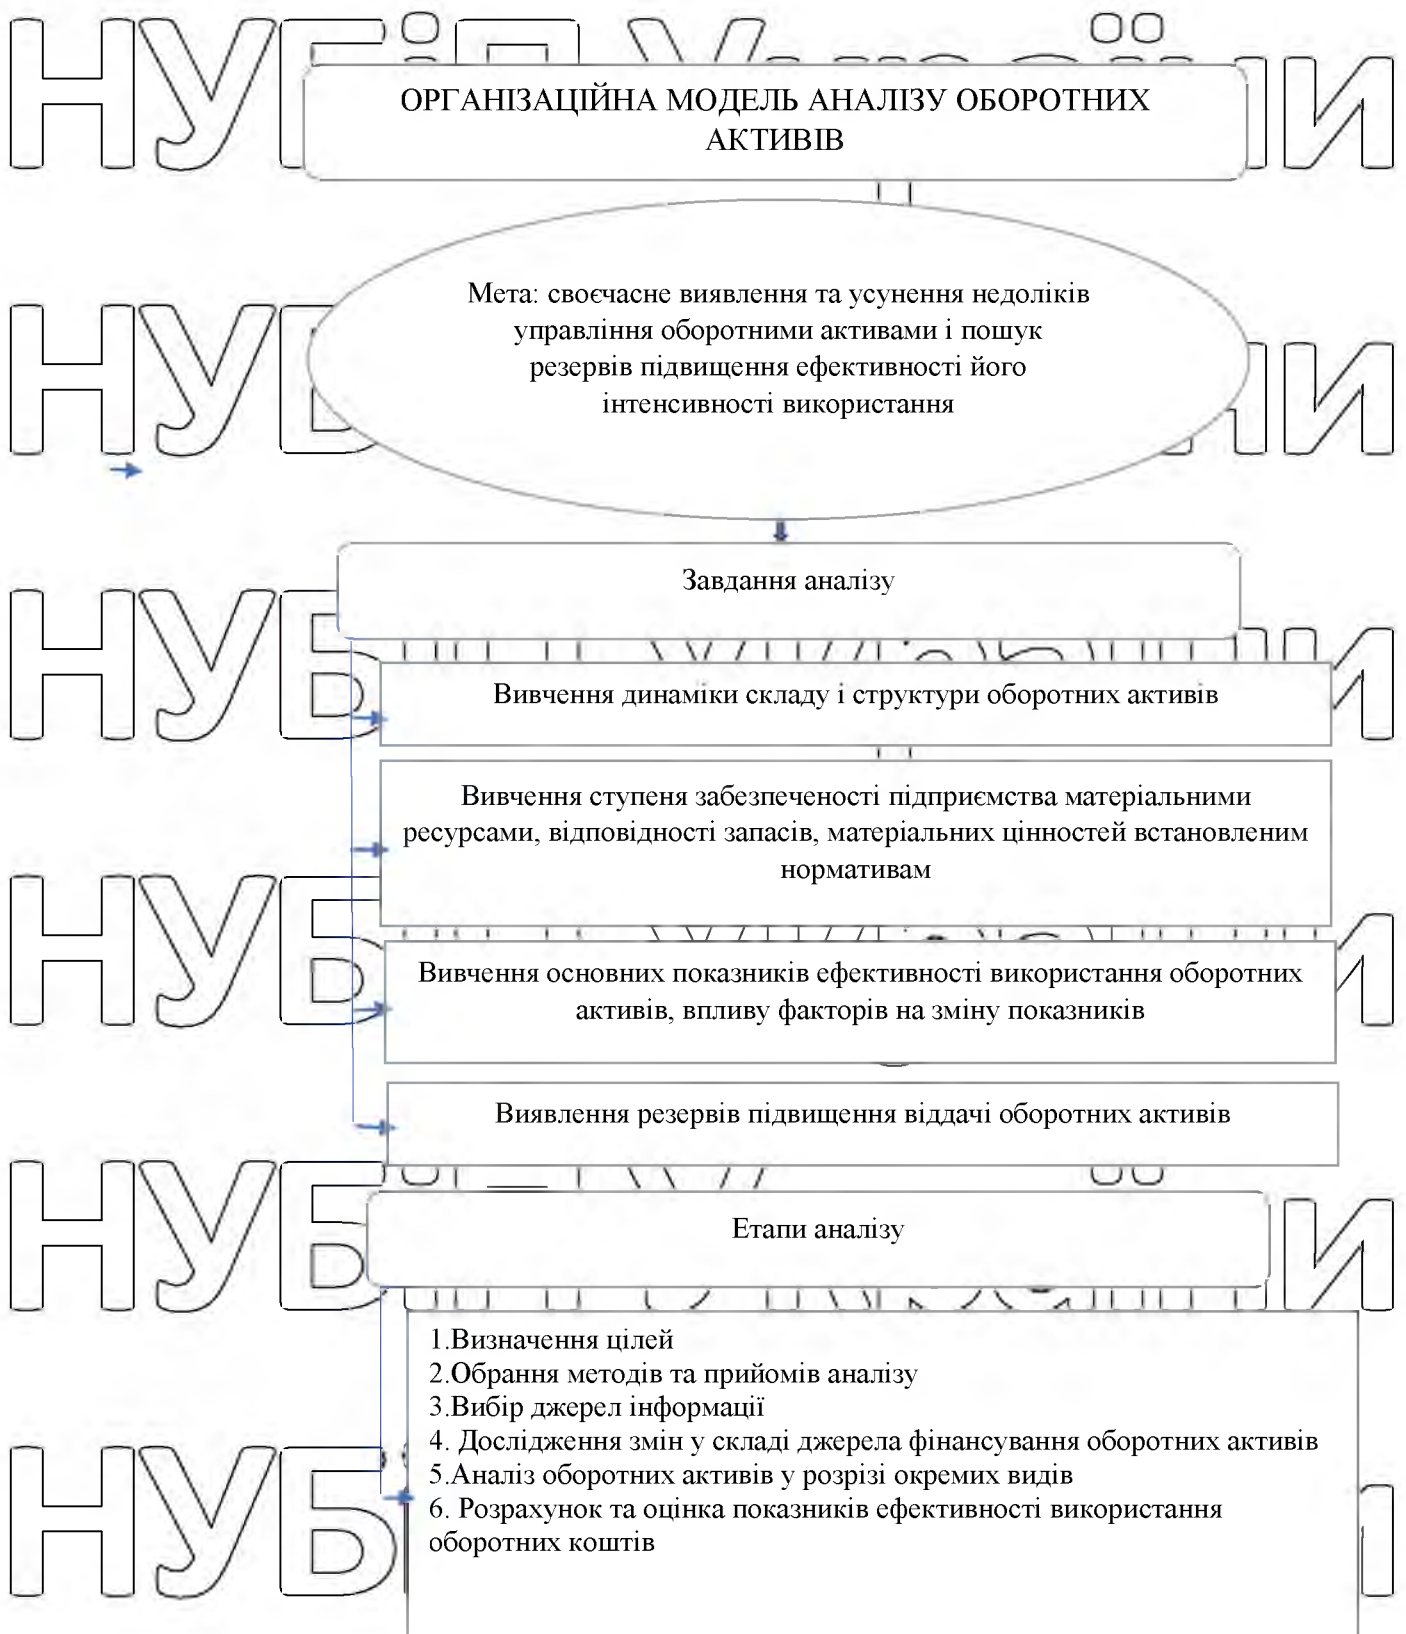 НУБіП України
ОРГАНІЗАЦІЙНА МОДЕЛЬ АНАЛІЗУ ОБОРОТНИХ
АКТИВІВ
Мета: своєчасне виявлення та усунення недоліків
управління оборотними активами і пошук
резервів підвищення ефективності його
інтенсивності використання
Завдання аналізу
Вивчення динаміки складу і структури оборотних активів
Вивчення ступеня забезпеченості підприємства матеріальними
ресурсами, відповідності запасів, матеріальних цінностей встановленим
нормативам
Вивчення основних показників ефективності використання оборотних
активів, впливу факторів на зміну показників
Виявлення резервів підвищення віддачі оборотних активів
Етапи аналізу
1.Визначення цілей
2.Обрання методів та прийомів аналізу
3.Вибір джерел інформації
4. Дослідження змін у складі джерела фінансування оборотних активів
5.Аналіз оборотних активів у розрізі окремих видів
6. Розрахунок та оцінка показників ефективності використання
оборотних коштів